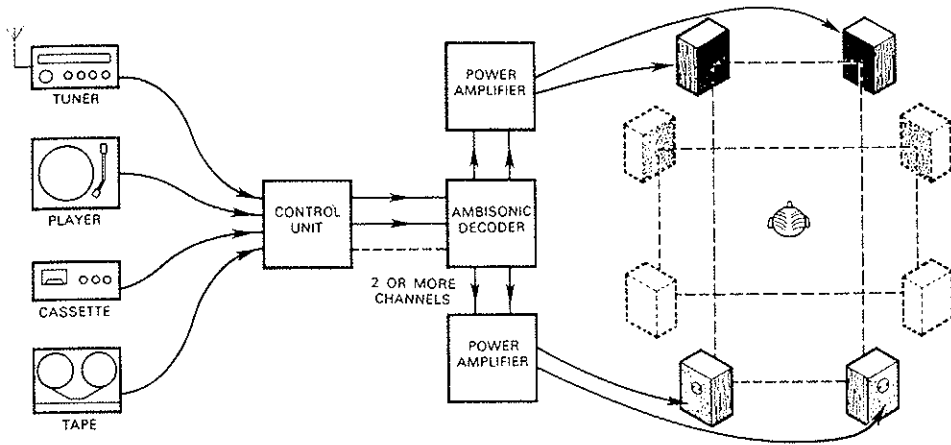 TUNER
PLAYER
CASSETTE
TAPE
CONTROL
UNIT
2 OR MORE
CHANNELS
POWER
AMPLIFIER
AMBISONIC
DECODER
POWER
AMPLIFIER